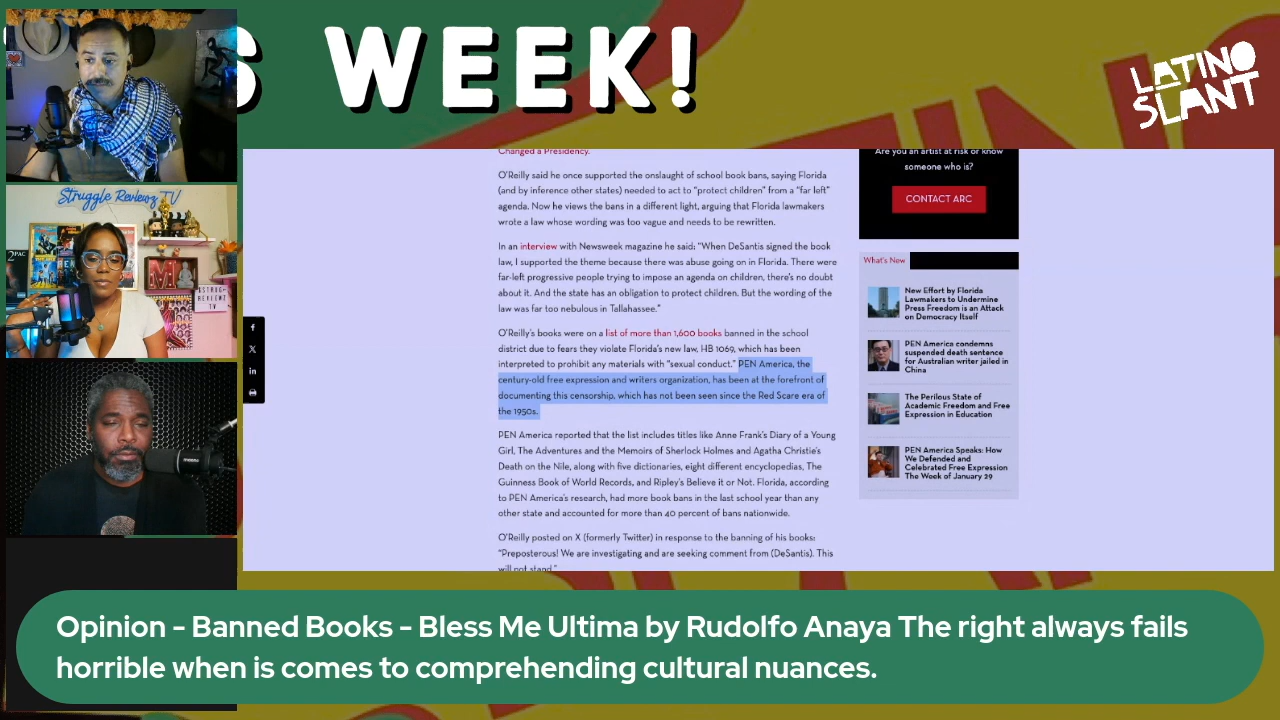 S WEEK!
LATINO
SLANT
Struggle Reviewz TV
2PAC
STRUG
REVIEWZ
TV
Changed a Presidency.
O'Reilly said he once supported the onslaught of school book bans, saying Florida
(and by inference other states) needed to act to "protect children" from a "far left"
agenda. Now he views the bans in a different light, arguing that Florida lawmakers
wrote a law whose wording was too vague and needs to be rewritten.
In an interview with Newsweek magazine he said: "When DeSantis signed the book
law, I supported the theme because there was abuse going on in Florida. There were
far-left progressive people trying to impose an agenda on children, there's no doubt
about it. And the state has an obligation to protect children. But the wording of the
law was far too nebulous in Tallahassee."
O'Reilly's books were on a list of more than 1,600 books banned in the school
district due to fears they violate Florida's new law, HB 1069, which has been
interpreted to prohibit any materials with "sexual conduct." PEN America, the
century-old free expression and writers organization, has been at the forefront of
documenting this censorship, which has not been seen since the Red Scare era of
the 1950s.
PEN America reported that the list includes titles like Anne Frank's Diary of a Young
Girl, The Adventures and the Memoirs of Sherlock Holmes and Agatha Christie's
Death on the Nile, along with five dictionaries, eight different encyclopedias, The
Guinness Book of World Records, and Ripley's Believe it or Not. Florida, according
to PEN America's research, had more book bans in the last school year than any
other state and accounted for more than 40 percent of bans nationwide.
O'Reilly posted on X (formerly Twitter) in response to the banning of his books:
"Preposterous! We are investigating and are seeking comment from (DeSantis). This
will not stand."
Are you an artist at risk or know
someone who is?
CONTACT ARC
What's New
New Effort by Florida
Lawmakers to Undermine
Press Freedom is an Attack
on Democracy Itself
PEN America condemns
suspended death sentence
for Australian writer jailed in
China
The Perilous State of
Academic Freedom and Free
Expression in Education
PEN America Speaks: How
We Defended and
Celebrated Free Expression
The Week of January 29
Opinion - Banned Books - Bless Me Ultima by Rudolfo Anaya The right always fails
horrible when is comes to comprehending cultural nuances.